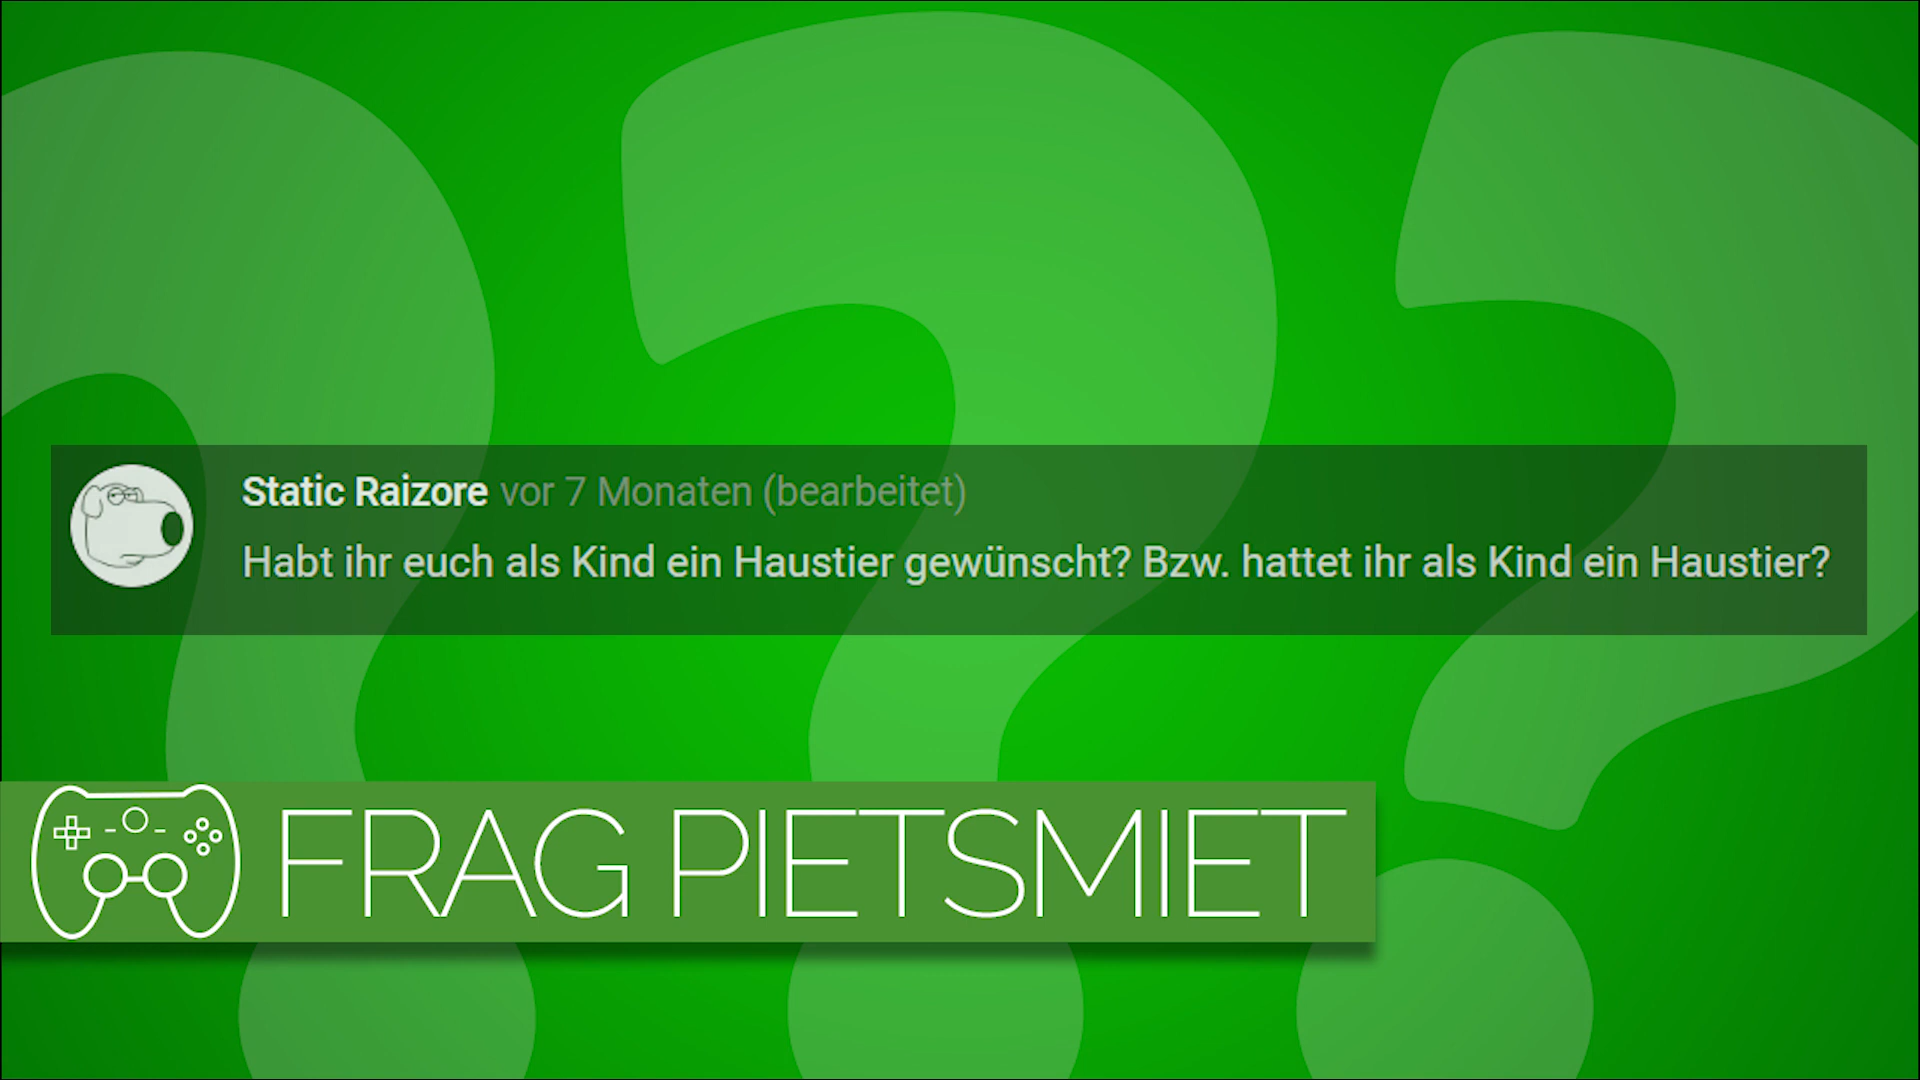 Static Raizore vor 7 Monaten (bearbeitet)
Habt ihr euch als Kind ein Haustier gewünscht? Bzw. hattet ihr als Kind ein Haustier?
FRAG PIETSMIET